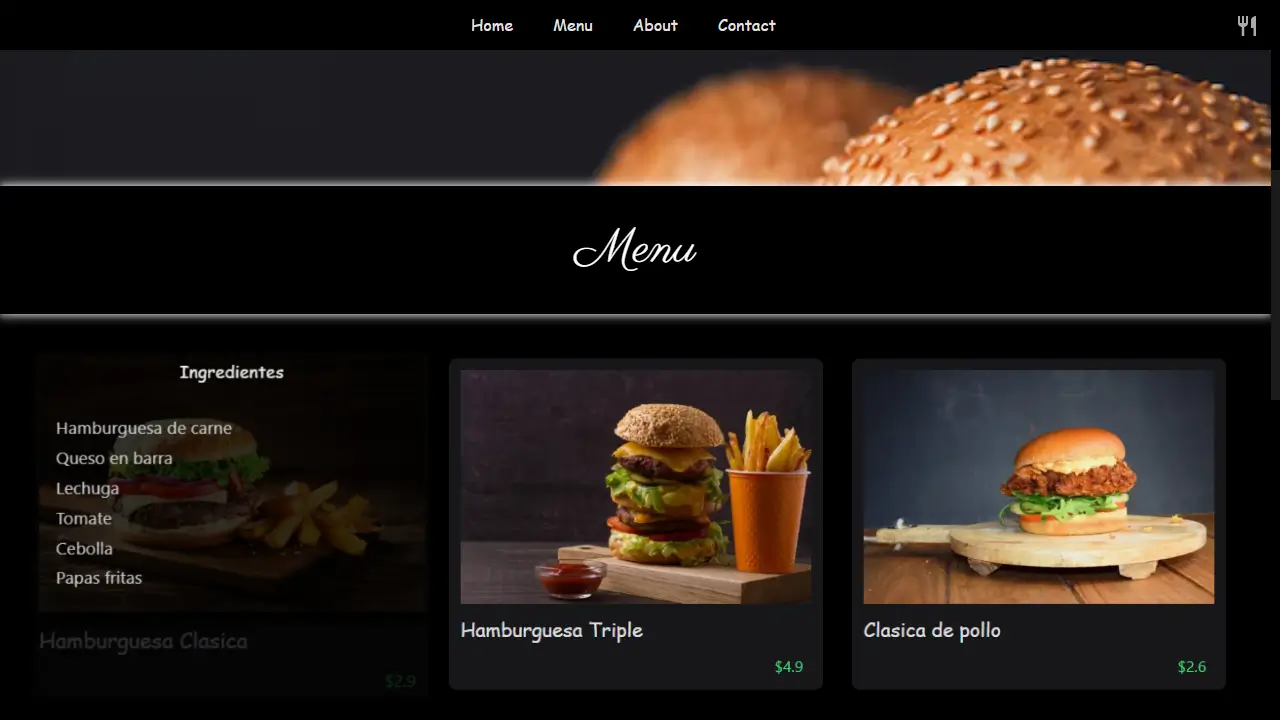 Home Menu About Contact
Menu
Ingredientes
Hamburguesa de carne
Queso en barra
Lechuga
Tomate
Cebolla
Papas fritas
Hamburguesa Clasica
$2.9
Hamburguesa Triple
$4.9
Clasica de pollo
$2.6